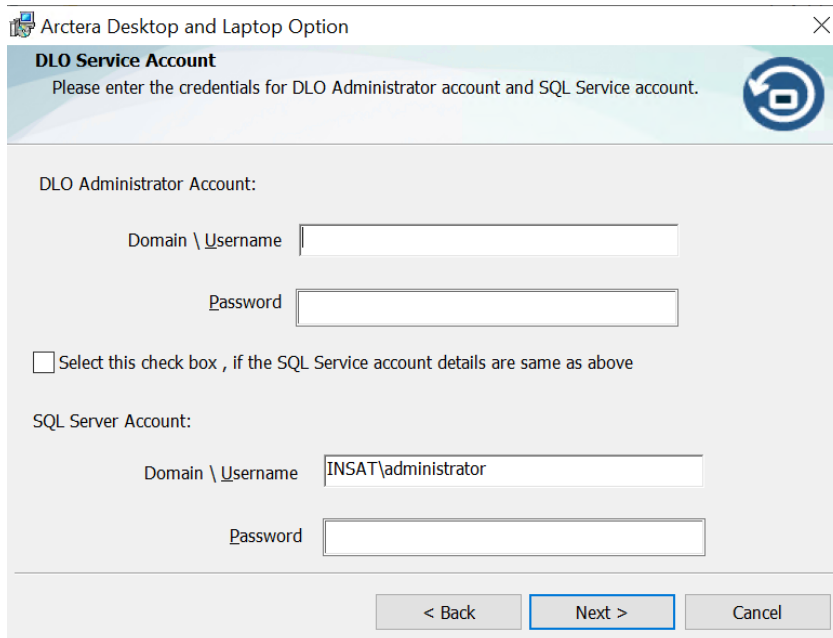 Arctera Desktop and Laptop Option
DLO Service Account
Please enter the credentials for DLO Administrator account and SQL Service account.
DLO Administrator Account:
Domain \ Username
Password
Select this check box , if the SQL Service account details are same as above
SQL Server Account:
Domain \ Username INSAT\administrator
Password
< Back Next > Cancel